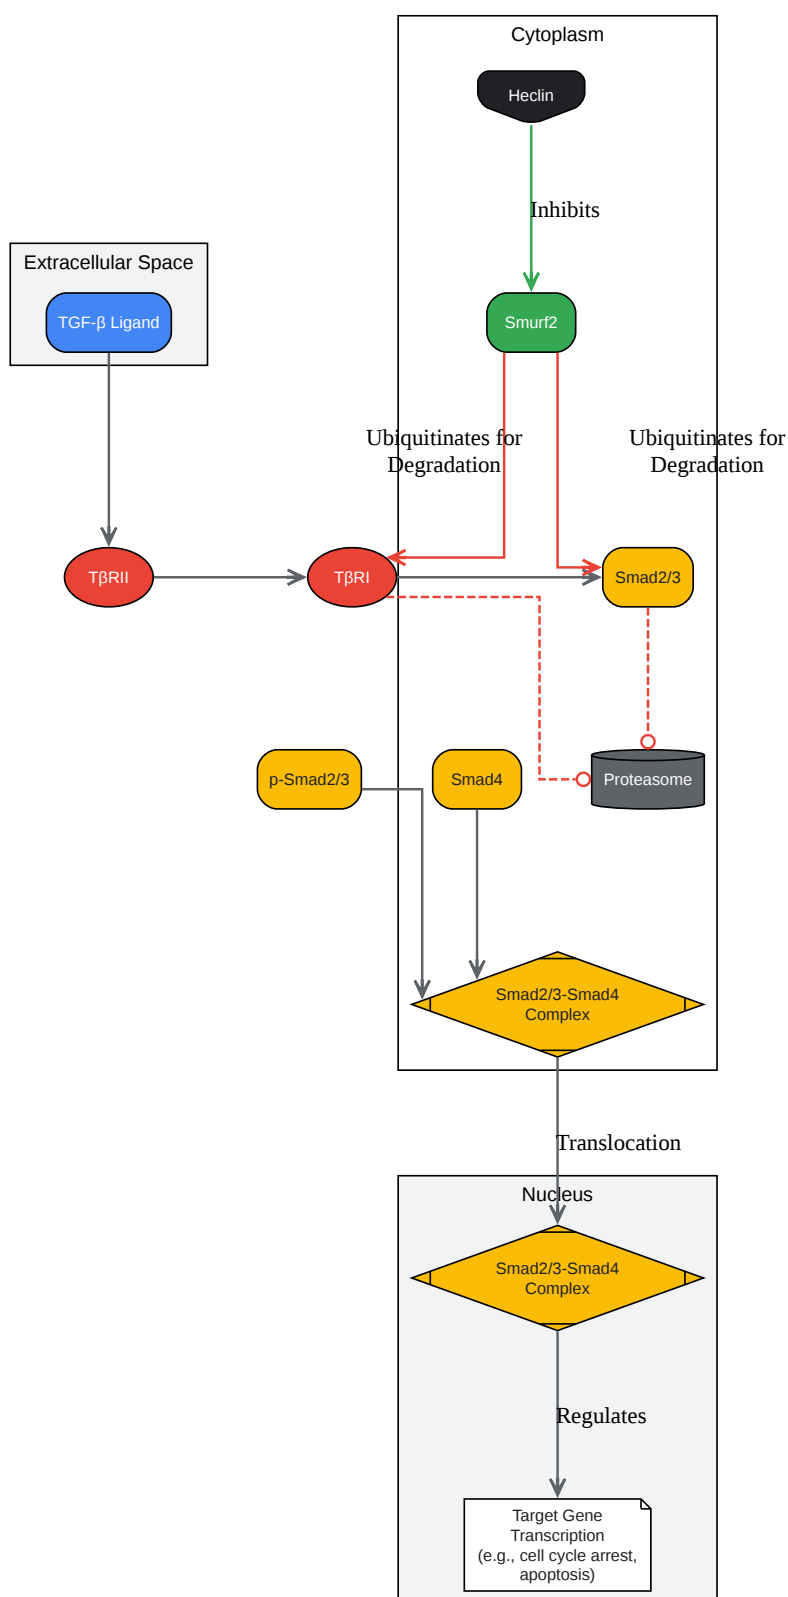 Cytoplasm
Heclin
Inhibits
Extracellular Space
TGF-β Ligand
Smurf2
Ubiquitinates for
Degradation
Ubiquitinates for
Degradation
TβRII
TβRI
Smad2/3
p-Smad2/3
Smad4
Proteasome
Smad2/3-Smad4
Complex
Translocation
Nucleus
Smad2/3-Smad4
Complex
Regulates
Target Gene
Transcription
(e.g., cell cycle arrest,
apoptosis)